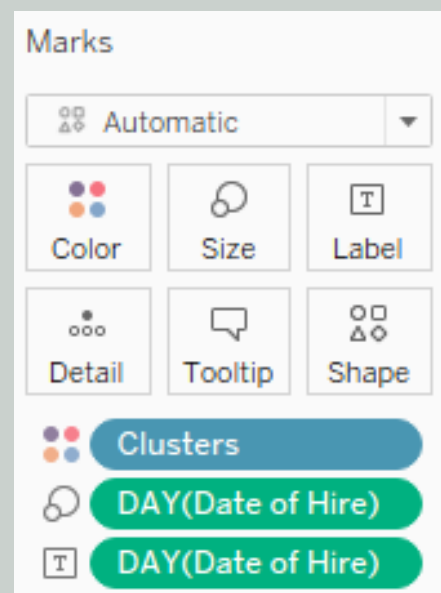 Marks
Automatic
Color Size Label
Detail Tooltip Shape
Clusters
DAY(Date of Hire)
T DAY(Date of Hire)